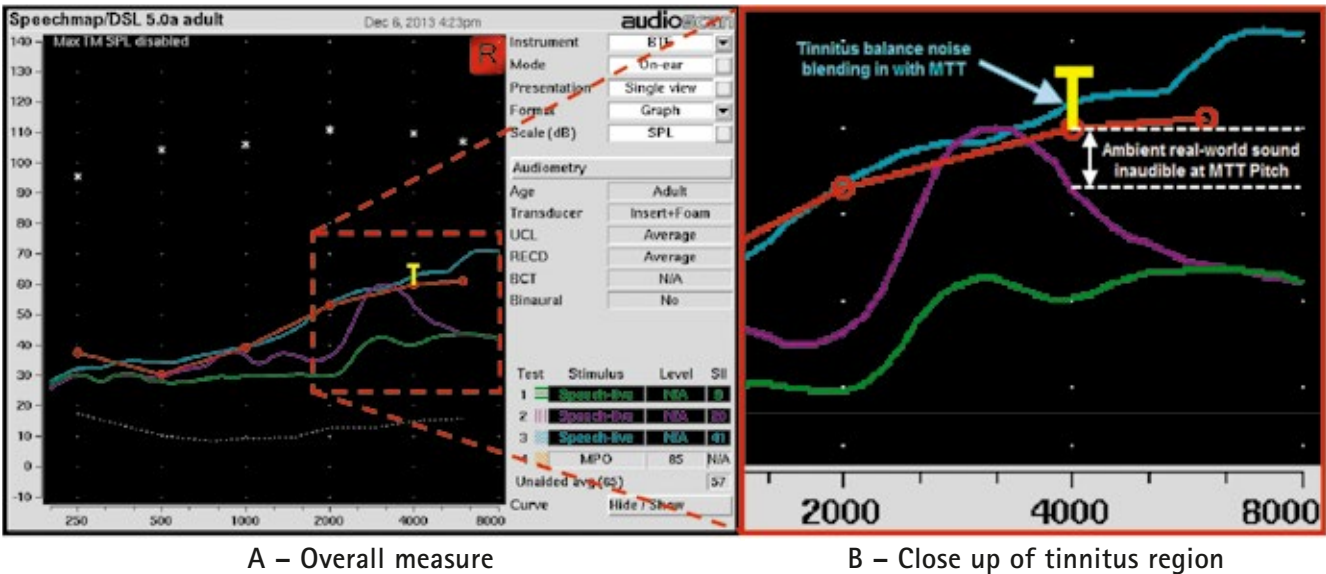 Speechmap/DSL 5.0a adult
Dec 6, 2013 4:23pm
audioscan
Max TM SPL disabled
R
140
130
120
110
100
90
80
70
60
50
40
30
20
10
0
-10
250 500 1000 2000 4000 8000
T
Instrument BTE
Mode On-ear
Presentation Single view
Format Graph
Scale (dB) SPL
Audiometry
Age Adult
Transducer Insert+Foam
UCL Average
RECD Average
BCT N/A
Binaural No
Test Stimulus Level SII
1 Speech-live N/A
2 Speech-live N/A 20
3 Speech-live N/A 41
4 MPO 85 N/A
Unaided avg (65) 57
Curve Hide / Show
A – Overall measure
Tinnitus balance noise
blending in with MTT
T
Ambient real-world sound
inaudible at MTT Pitch
2000 4000 8000
B – Close up of tinnitus region